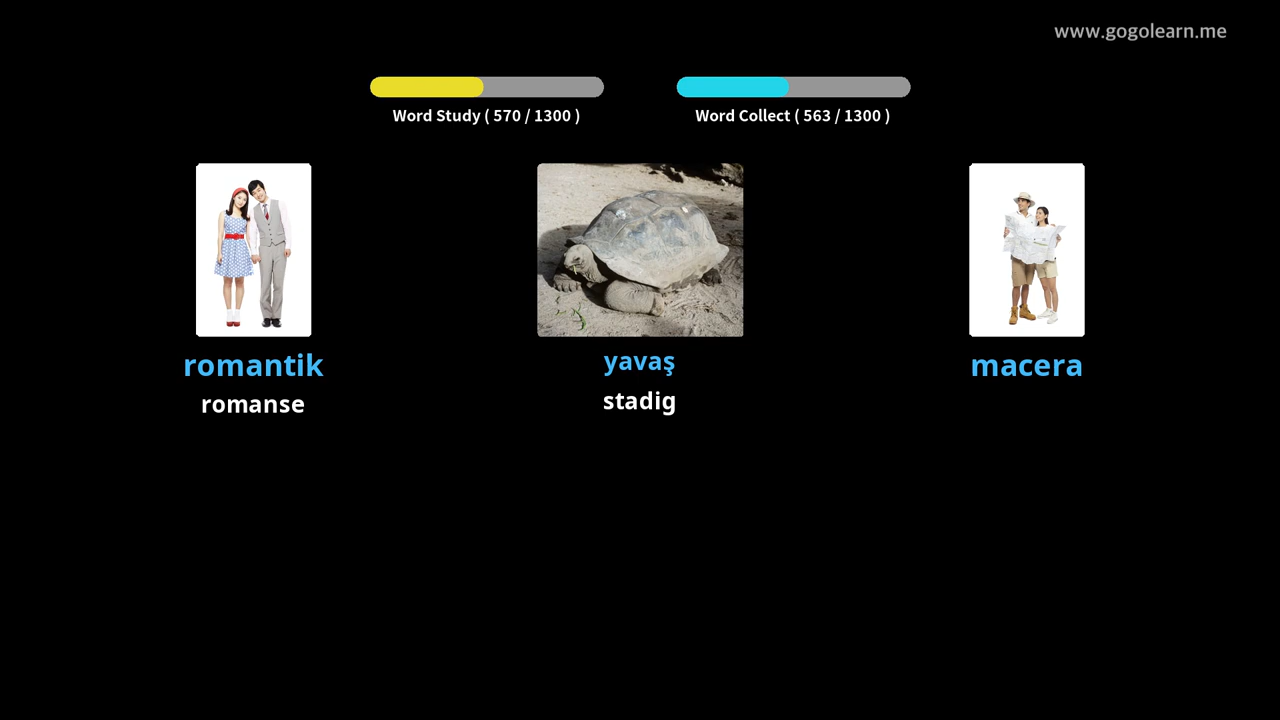 www.gogolearn.me
Word Study ( 570 / 1300 )
Word Collect ( 563 / 1300 )
romantik
romanse
yavaş
stadig
macera